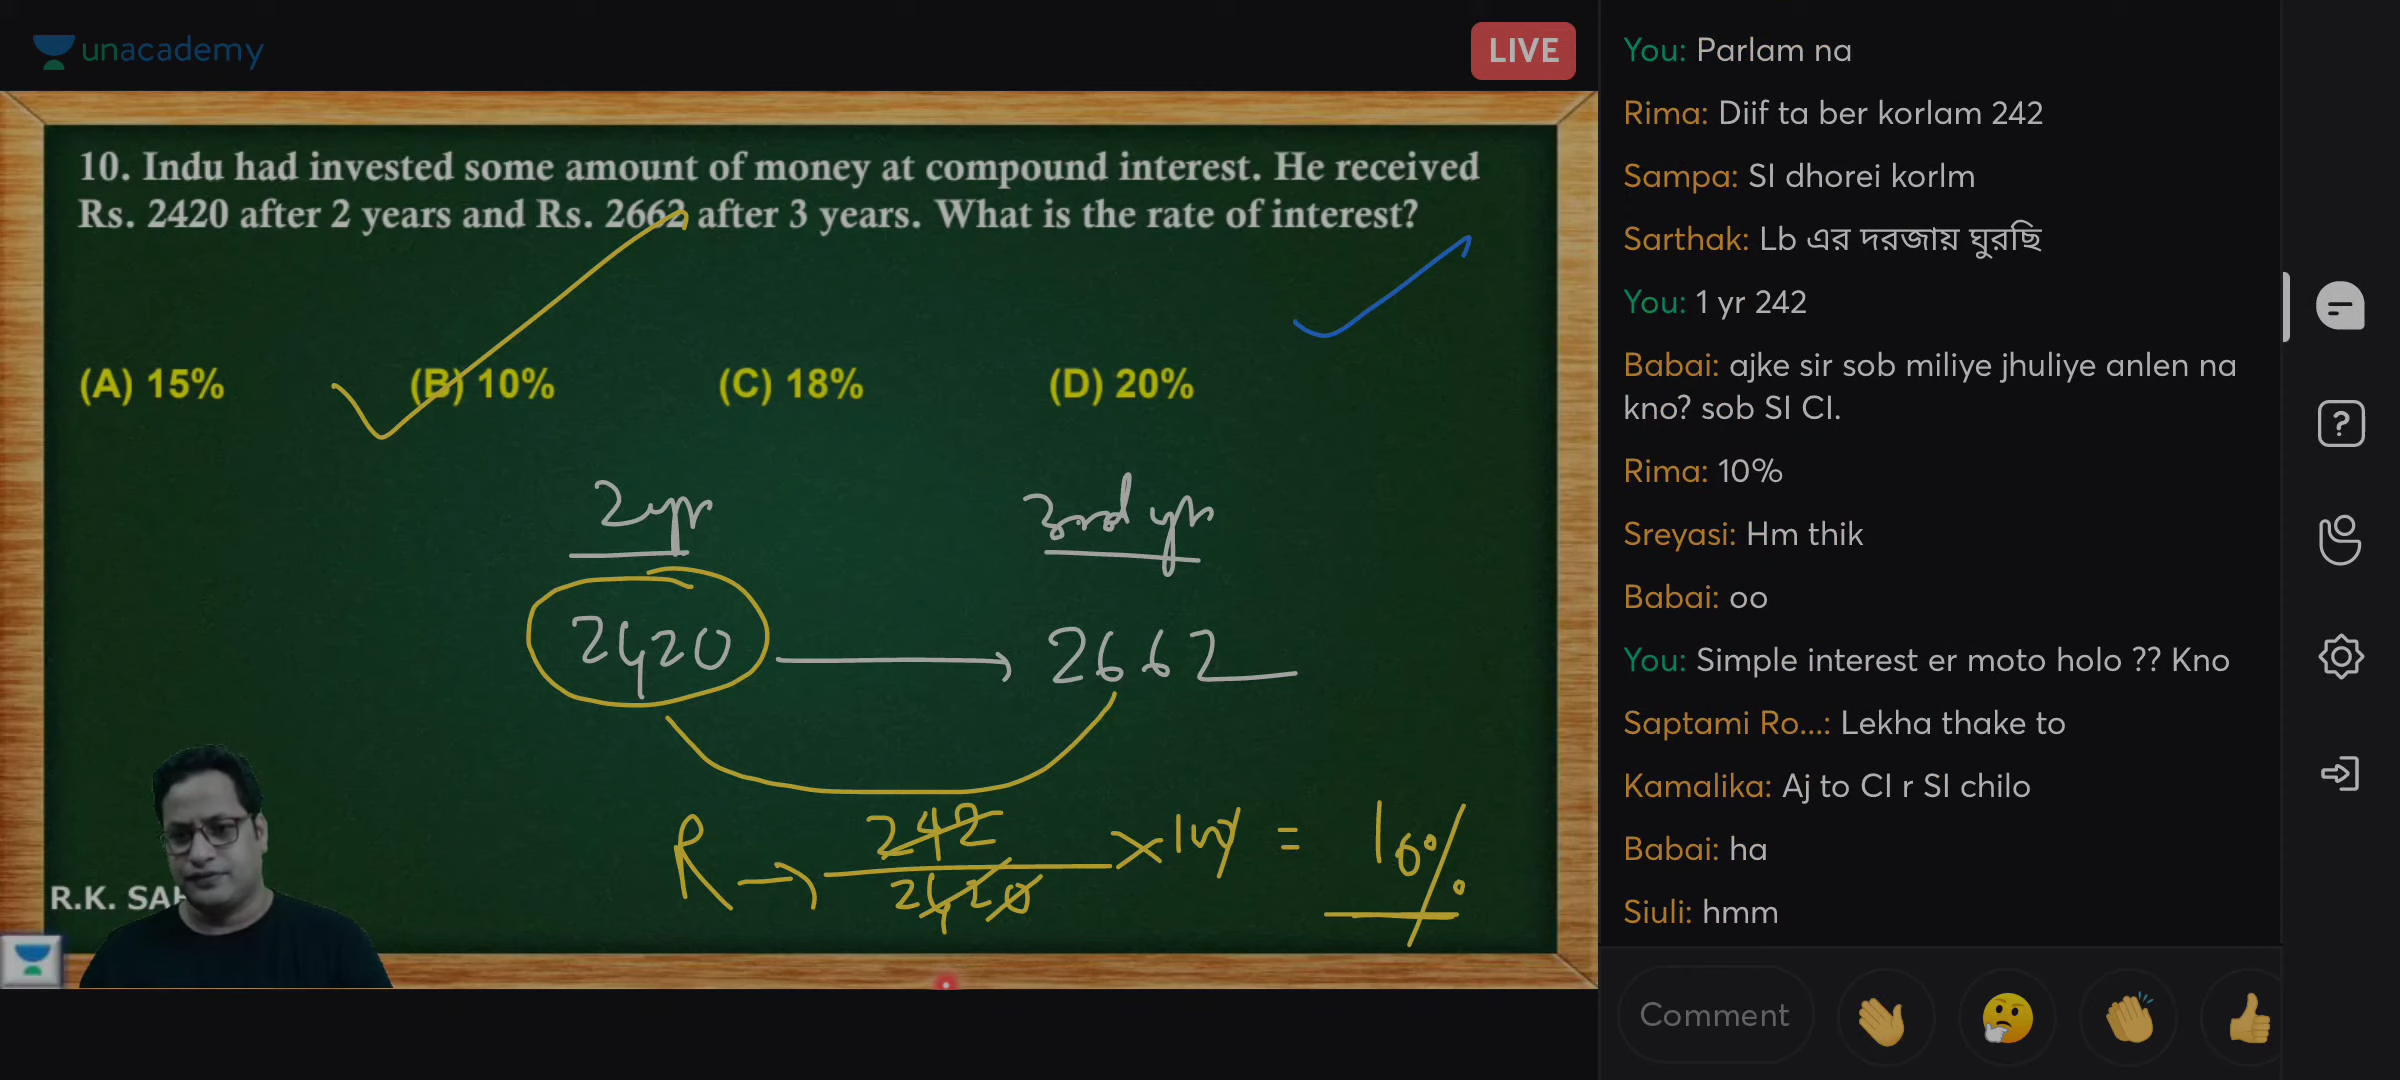 unacademy
LIVE
10. Indu had invested some amount of money at compound interest. He received
Rs. 2420 after 2 years and Rs. 2662 after 3 years. What is the rate of interest?
(A) 15% (B) 10% (C) 18% (D) 20%
2yr 3rd yr
2420 2662
R → 242 × 100 = 10%
2420
R.K. SA
You: Parlam na
Rima: Diif ta ber korlam 242
Sampa: SI dhorei korlm
Sarthak: Lb এর দরজায় ঘুরছি
You: 1 yr 242
Babai: ajke sir sob miliye jhuliye anlen na
kno? sob SI CI.
Rima: 10%
Sreyasi: Hm thik
Babai: oo
You: Simple interest er moto holo ?? Kno
Saptami Ro...: Lekha thake to
Kamalika: Aj to CI r SI chilo
Babai: ha
Siuli: hmm
Comment